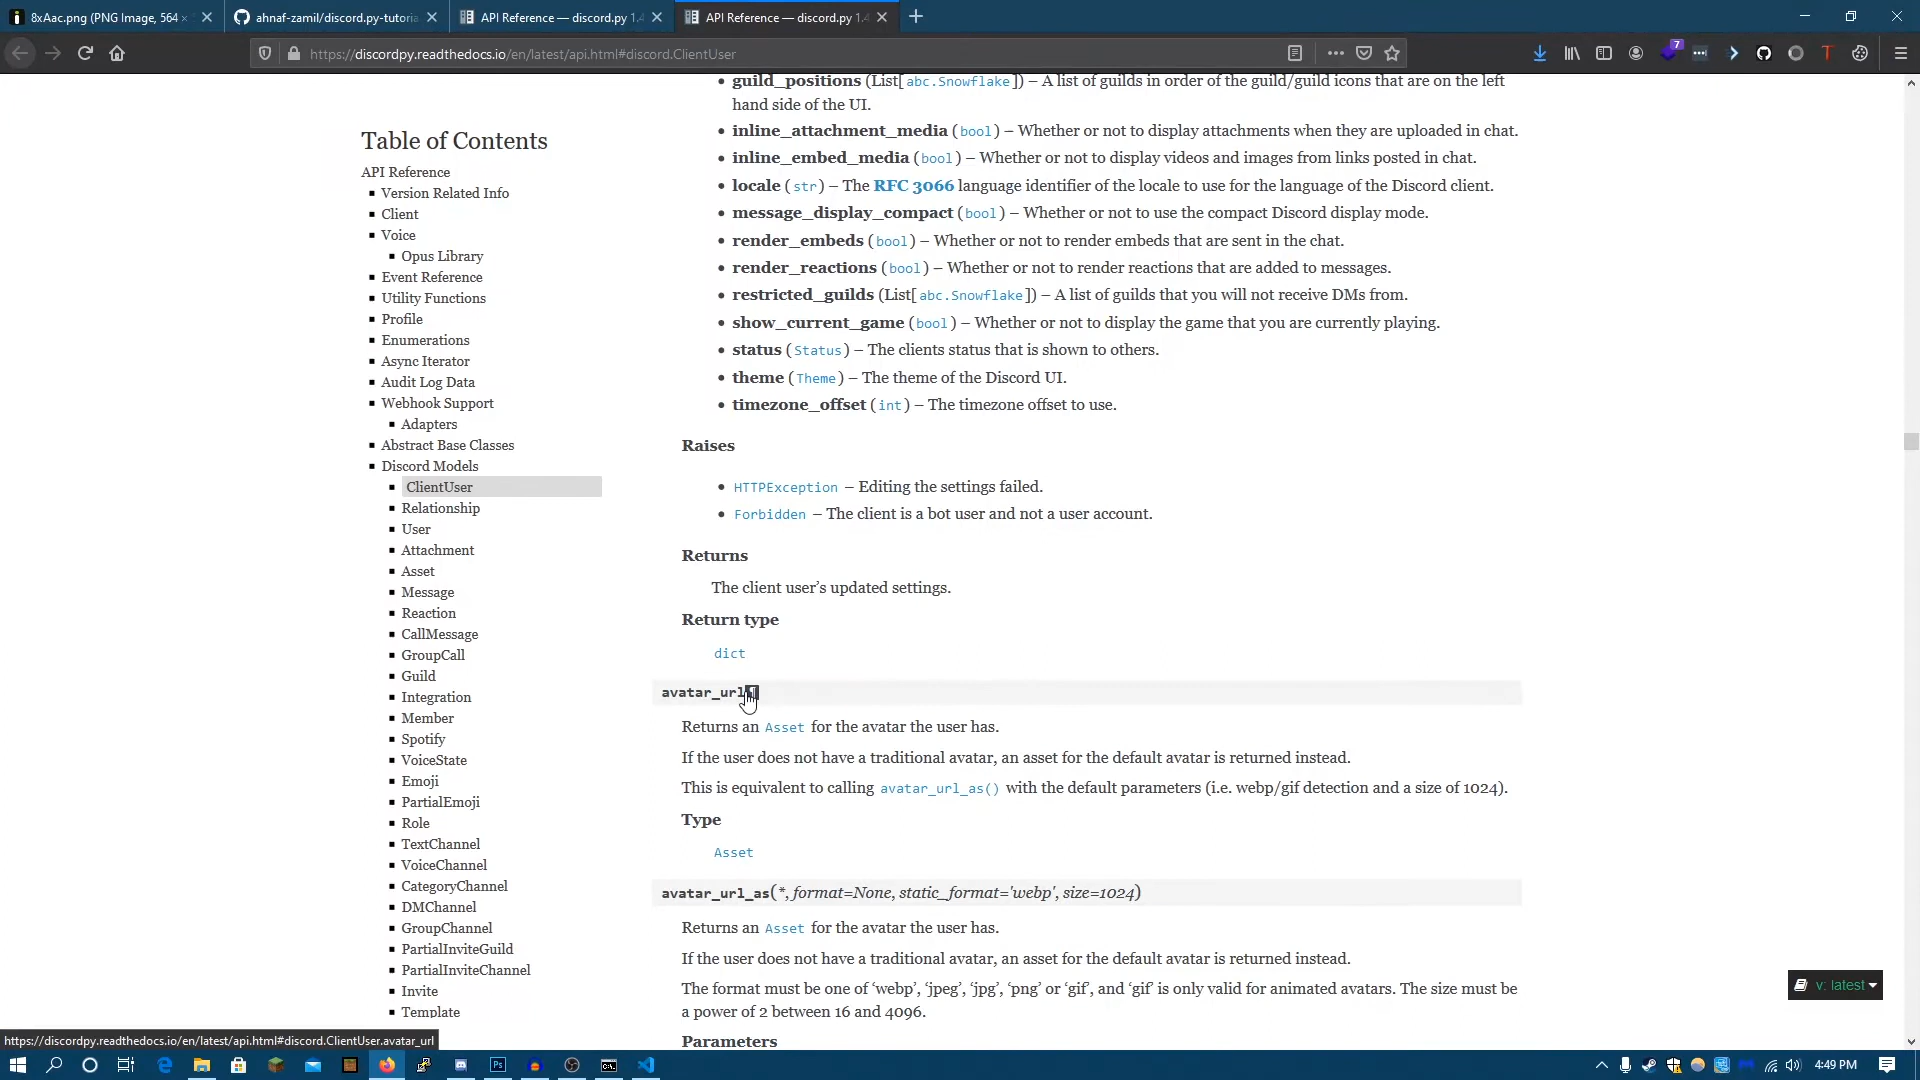 8xAac.png (PNG Image, 564 ×
ahnaf-zamil/discord.py-tutoria
API Reference — discord.py 1.4
API Reference — discord.py 1.4
https://discordpy.readthedocs.io/en/latest/api.html#discord.ClientUser
7
Table of Contents
API Reference
Version Related Info
Client
Voice
Opus Library
Event Reference
Utility Functions
Profile
Enumerations
Async Iterator
Audit Log Data
Webhook Support
Adapters
Abstract Base Classes
Discord Models
ClientUser
Relationship
User
Attachment
Asset
Message
Reaction
CallMessage
GroupCall
Guild
Integration
Member
Spotify
VoiceState
Emoji
PartialEmoji
Role
TextChannel
VoiceChannel
CategoryChannel
DMChannel
GroupChannel
PartialInviteGuild
PartialInviteChannel
Invite
Template
guild_positions (List[abc.Snowflake]) – A list of guilds in order of the guild/guild icons that are on the left
hand side of the UI.
inline_attachment_media (bool) – Whether or not to display attachments when they are uploaded in chat.
inline_embed_media (bool) – Whether or not to display videos and images from links posted in chat.
locale (str) – The RFC 3066 language identifier of the locale to use for the language of the Discord client.
message_display_compact (bool) – Whether or not to use the compact Discord display mode.
render_embeds (bool) – Whether or not to render embeds that are sent in the chat.
render_reactions (bool) – Whether or not to render reactions that are added to messages.
restricted_guilds (List[abc.Snowflake]) – A list of guilds that you will not receive DMs from.
show_current_game (bool) – Whether or not to display the game that you are currently playing.
status (Status) – The clients status that is shown to others.
theme (Theme) – The theme of the Discord UI.
timezone_offset (int) – The timezone offset to use.
Raises
HTTPException – Editing the settings failed.
Forbidden – The client is a bot user and not a user account.
Returns
The client user’s updated settings.
Return type
dict
avatar_url¶
Returns an Asset for the avatar the user has.
If the user does not have a traditional avatar, an asset for the default avatar is returned instead.
This is equivalent to calling avatar_url_as() with the default parameters (i.e. webp/gif detection and a size of 1024).
Type
Asset
avatar_url_as(*, format=None, static_format='webp', size=1024)
Returns an Asset for the avatar the user has.
If the user does not have a traditional avatar, an asset for the default avatar is returned instead.
The format must be one of ‘webp’, ‘jpeg’, ‘jpg’, ‘png’ or ‘gif’, and ‘gif’ is only valid for animated avatars. The size must be
a power of 2 between 16 and 4096.
Parameters
v: latest
https://discordpy.readthedocs.io/en/latest/api.html#discord.ClientUser.avatar_url
4:49 PM